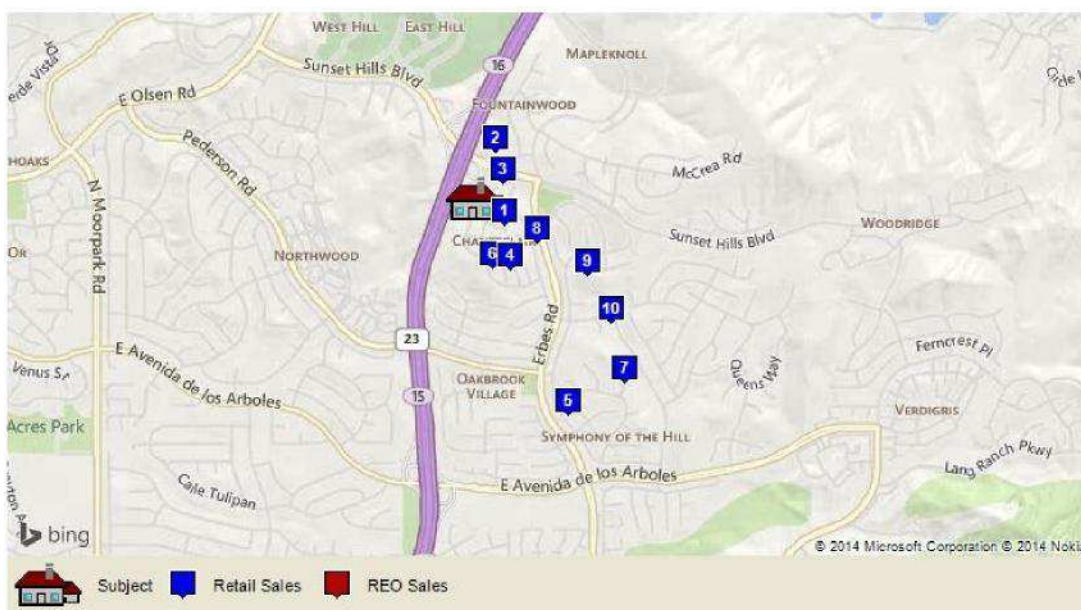 WEST HILL
EAST HILL
MAPLEKNOLL
16
Sunset Hills Blvd
E Olsen Rd
FOUNTAINWOOD
2
Pederson Rd
3
McCrea Rd
HOAKS
N Moorpark Rd
1
8
WOODRIDGE
Sunset Hills Blvd
OR
NORTHWOOD
6
4
9
10
Erbes Rd
23
E Avenida de los Arboles
Venus St
7
Queens Way
Ferncrest Pl
OAKBROOK
VILLAGE
15
5
VERDIGRIS
Acres Park
SYMPHONY OF THE HILL
E Avenida de los Arboles
Lang Ranch Pkwy
Calle Tulipan
bing
© 2014 Microsoft Corporation © 2014 Nokia
Subject
Retail Sales
REO Sales